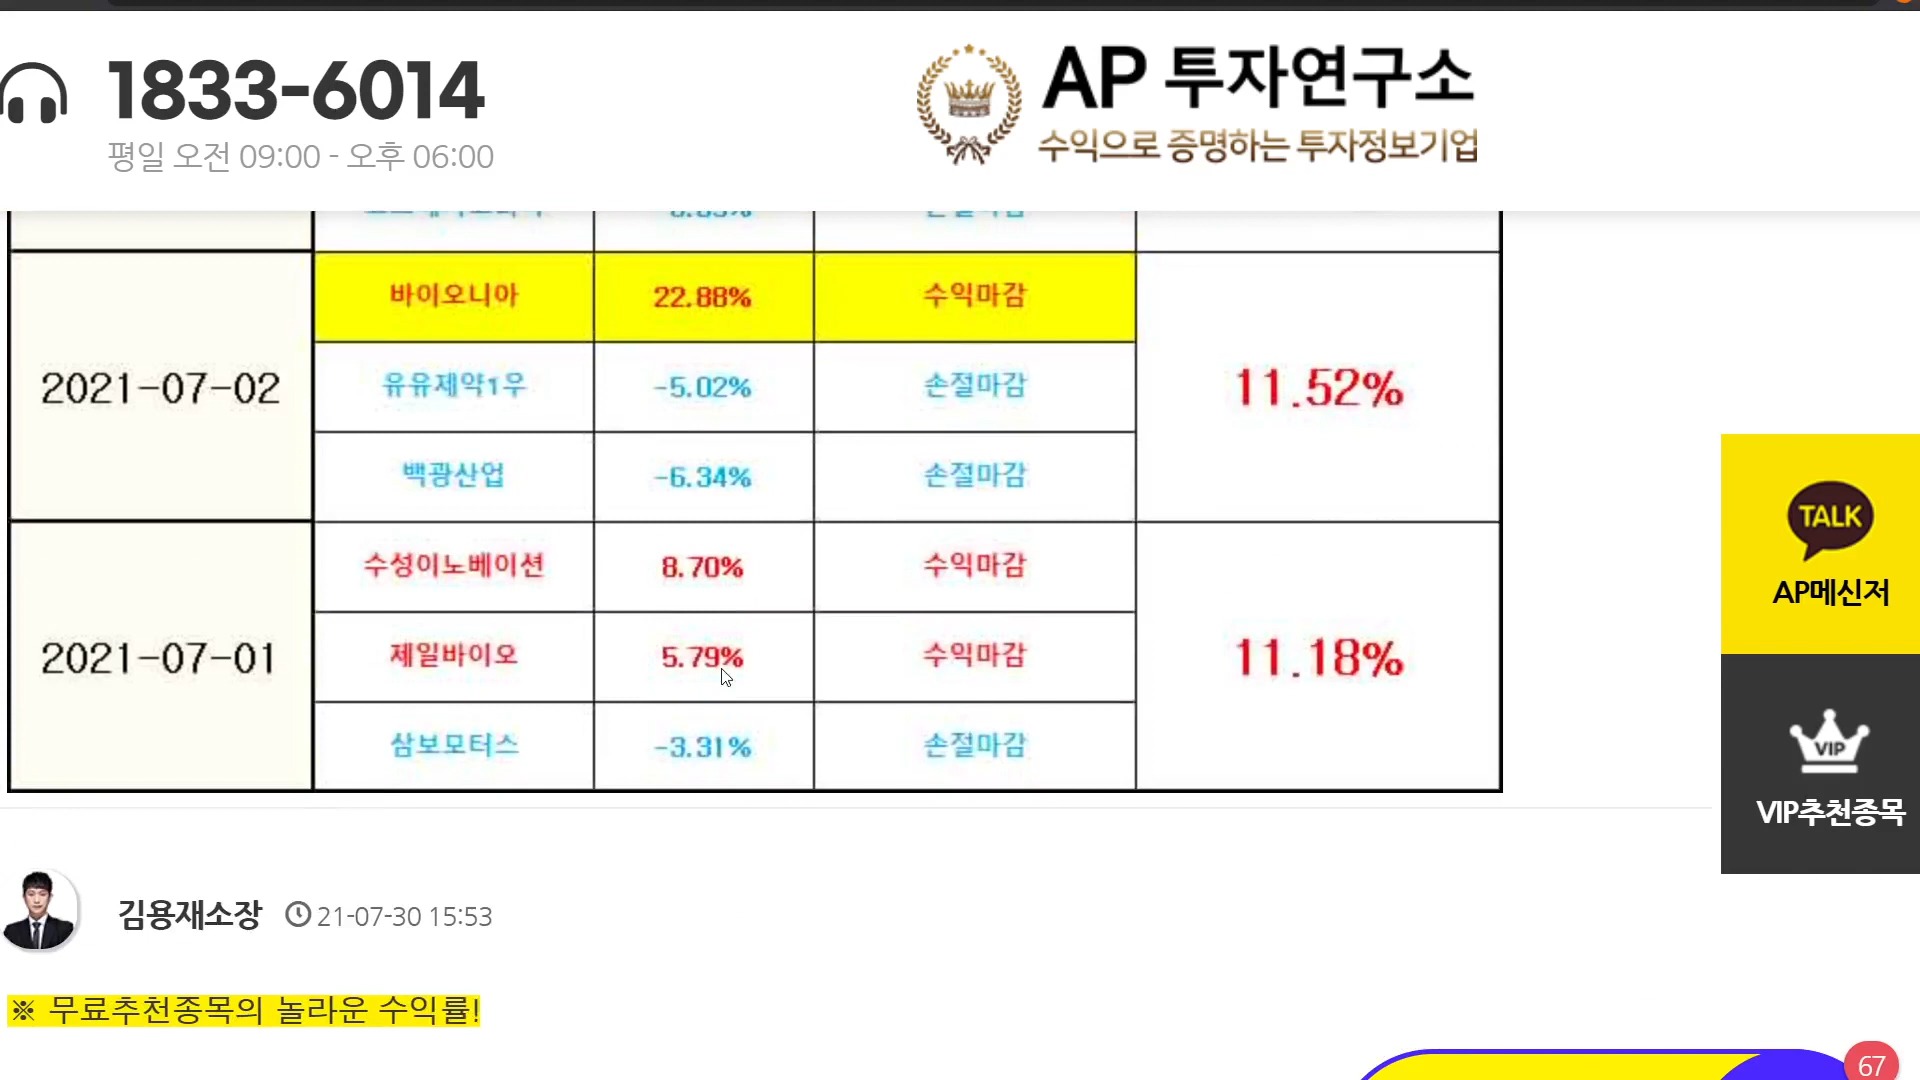 1833-6014
평일 오전 09:00 - 오후 06:00
AP 투자연구소
수익으로 증명하는 투자정보기업
2021-07-02
바이오니아 22.88% 수익마감
유유제약1우 -5.02% 손절마감
백광산업 -6.34% 손절마감
11.52%
2021-07-01
수성이노베이션 8.70% 수익마감
제일바이오 5.79% 수익마감
삼보모터스 -3.31% 손절마감
11.18%
TALK
AP메신저
VIP
VIP추천종목
김용재소장 21-07-30 15:53
※ 무료추천종목의 놀라운 수익률!
67